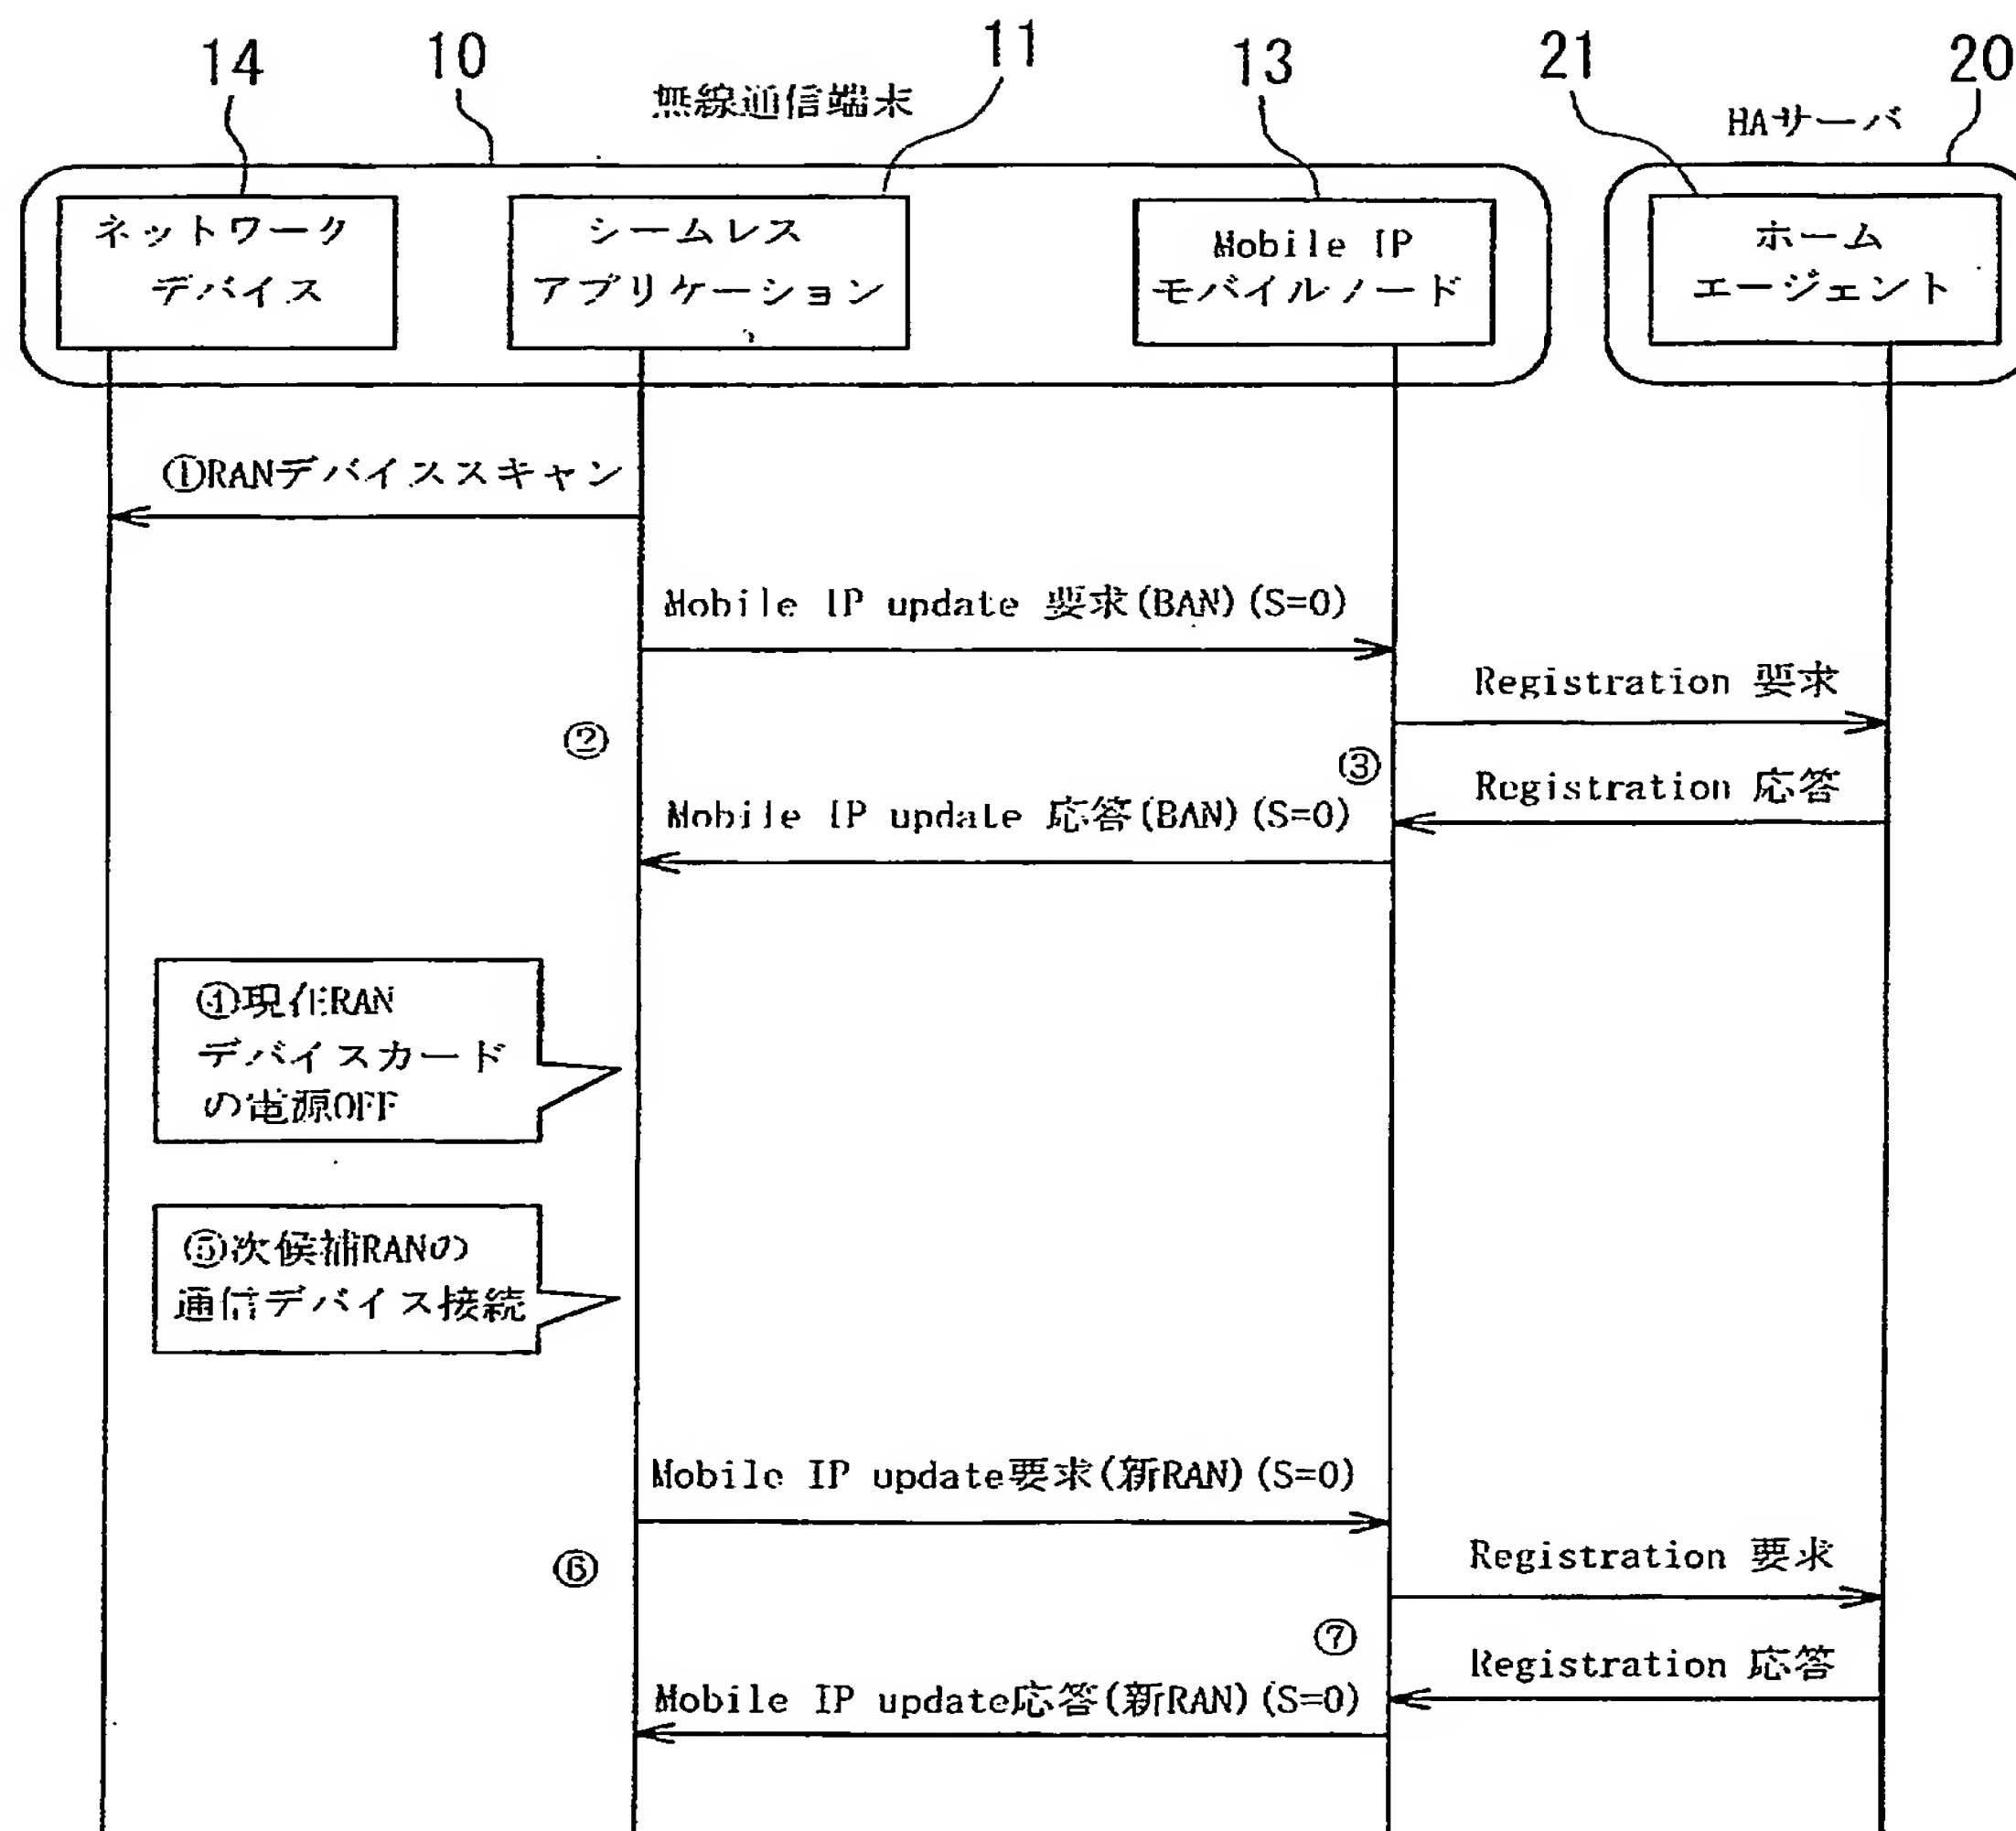 14
10
無線通信端末
11
13
21
HAサーバ
20
ネットワーク
デバイス
シームレス
アプリケーション
Mobile IP
モバイルノード
ホーム
エージェント
①RANデバイススキャン
Mobile IP update 要求(BAN)(S=0)
Registration 要求
②
③
Registration 応答
Mobile IP update 応答(BAN)(S=0)
④現在RAN
デバイスカード
の電源OFF
⑤次候補RANの
通信デバイス接続
Mobile IP update要求(新RAN)(S=0)
Registration 要求
⑥
⑦
Registration 応答
Mobile IP update応答(新RAN)(S=0)